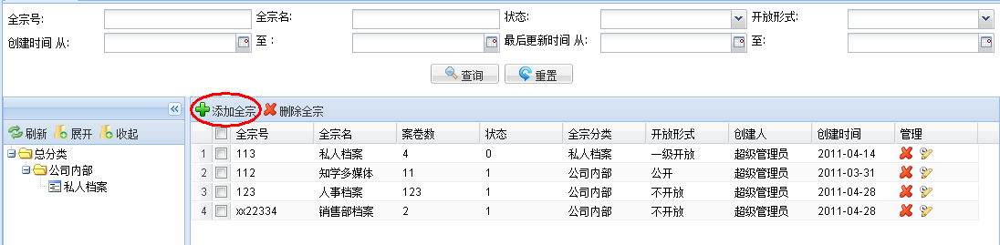 全宗号: 全宗名: 状态: 开放形式:
创建时间 从: 至： 最后更新时间 从: 至:
查询 重置
添加全宗 删除全宗
刷新 展开 收起
总分类
公司内部
私人档案
全宗号 全宗名 案卷数 状态 全宗分类 开放形式 创建人 创建时间 管理
1 113 私人档案 4 0 私人档案 一级开放 超级管理员 2011-04-14
2 112 知学多媒体 11 1 公司内部 公开 超级管理员 2011-03-31
3 123 人事档案 123 1 公司内部 不开放 超级管理员 2011-04-28
4 xx22334 销售部档案 2 1 公司内部 不开放 超级管理员 2011-04-28